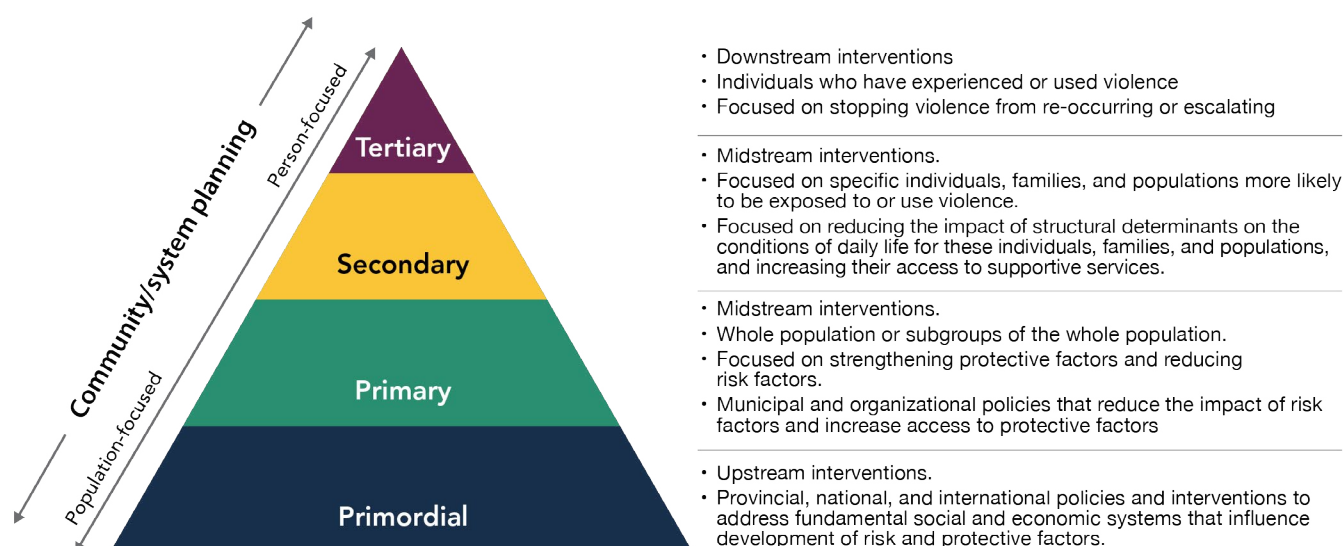 Community/system planning
Person-focused
Population-focused
Tertiary
Secondary
Primary
Primordial
• Downstream interventions
• Individuals who have experienced or used violence
• Focused on stopping violence from re-occurring or escalating
• Midstream interventions.
• Focused on specific individuals, families, and populations more likely
to be exposed to or use violence.
• Focused on reducing the impact of structural determinants on the
conditions of daily life for these individuals, families, and populations,
and increasing their access to supportive services.
• Midstream interventions.
• Whole population or subgroups of the whole population.
• Focused on strengthening protective factors and reducing
risk factors.
• Municipal and organizational policies that reduce the impact of risk
factors and increase access to protective factors
• Upstream interventions.
• Provincial, national, and international policies and interventions to
address fundamental social and economic systems that influence
development of risk and protective factors.